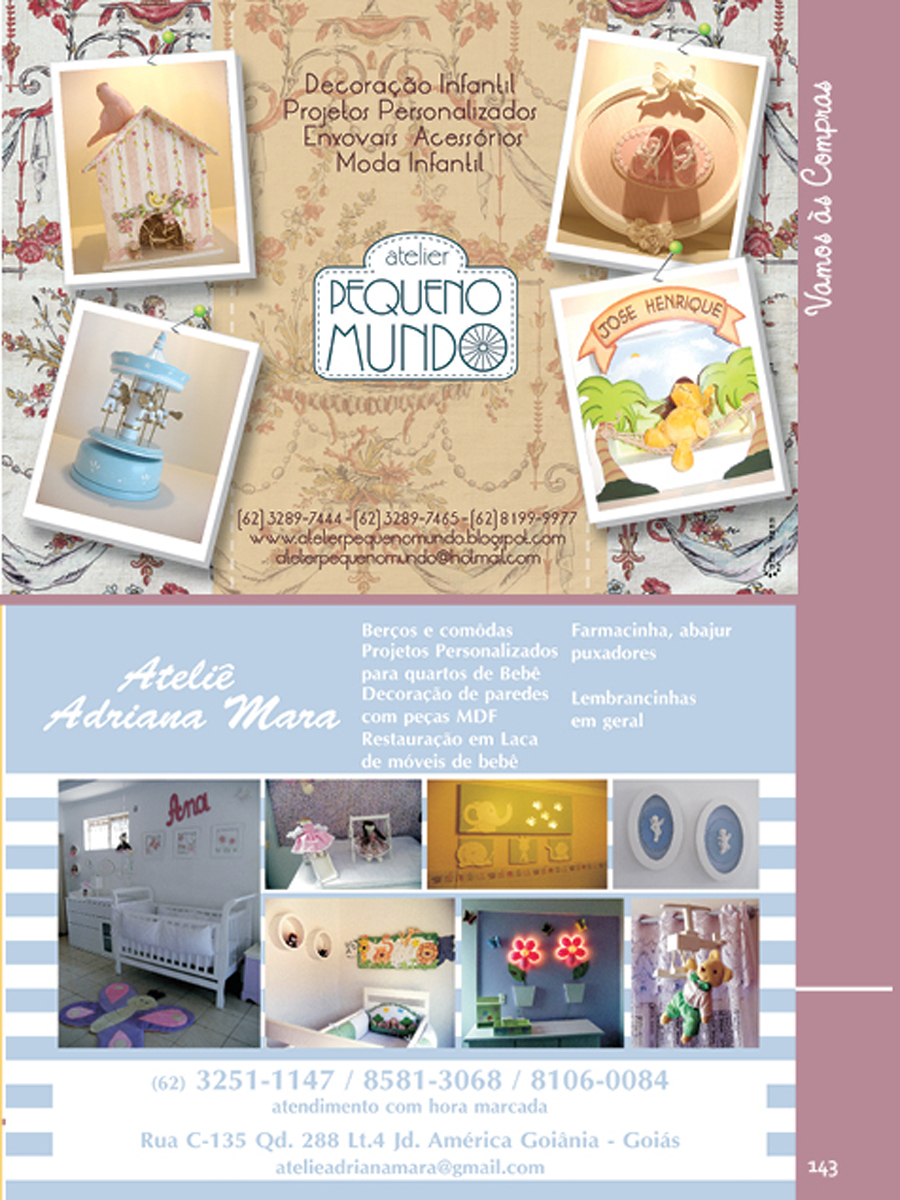 Decoração Infantil
Projetos Personalizados
Enxovais Acessórios
Moda Infantil
atelier
PEQUENO
MUNDO
JOSE HENRIQUE
(62) 3289-7444 - (62) 3289-7465 - (62) 8199-9977
www.atelierpequenomundo.blogspot.com
atelierpequenomundo@hotmail.com
Vamos às Compras
Ateliê
Adriana Mara
Berços e comôdas
Projetos Personalizados
para quartos de Bebê
Decoração de paredes
com peças MDF
Restauração em Laca
de móveis de bebê
Farmacinha, abajur
puxadores
Lembrancinhas
em geral
Ana
(62) 3251-1147 / 8581-3068 / 8106-0084
atendimento com hora marcada
Rua C-135 Qd. 288 Lt.4 Jd. América Goiânia - Goiás
atelieadrianamara@gmail.com
143